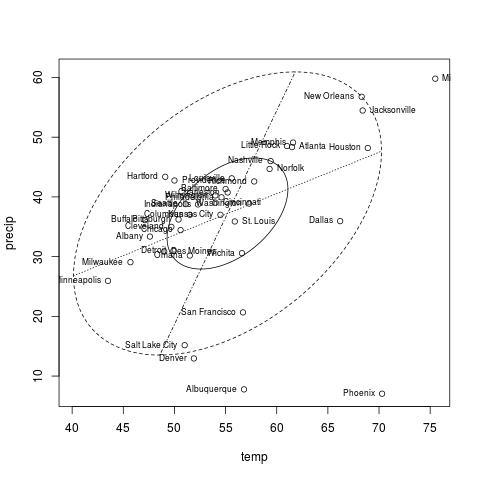 60
50
40
30
20
10
precip
Mi
New Orleans
Jacksonville
Memphis
Little Rock
Atlanta Houston
Nashville
Norfolk
Hartford
Louisville
Richmond
Baltimore
Washington
Cincinnati
Kansas City
Columbus
Buffalo
Pittsburgh
St. Louis
Dallas
Cleveland
Chicago
Albany
Detroit
Des Moines
Omaha
Wichita
Milwaukee
inneapolis
San Francisco
Salt Lake City
Denver
Albuquerque
Phoenix
40
45
50
55
60
65
70
75
temp